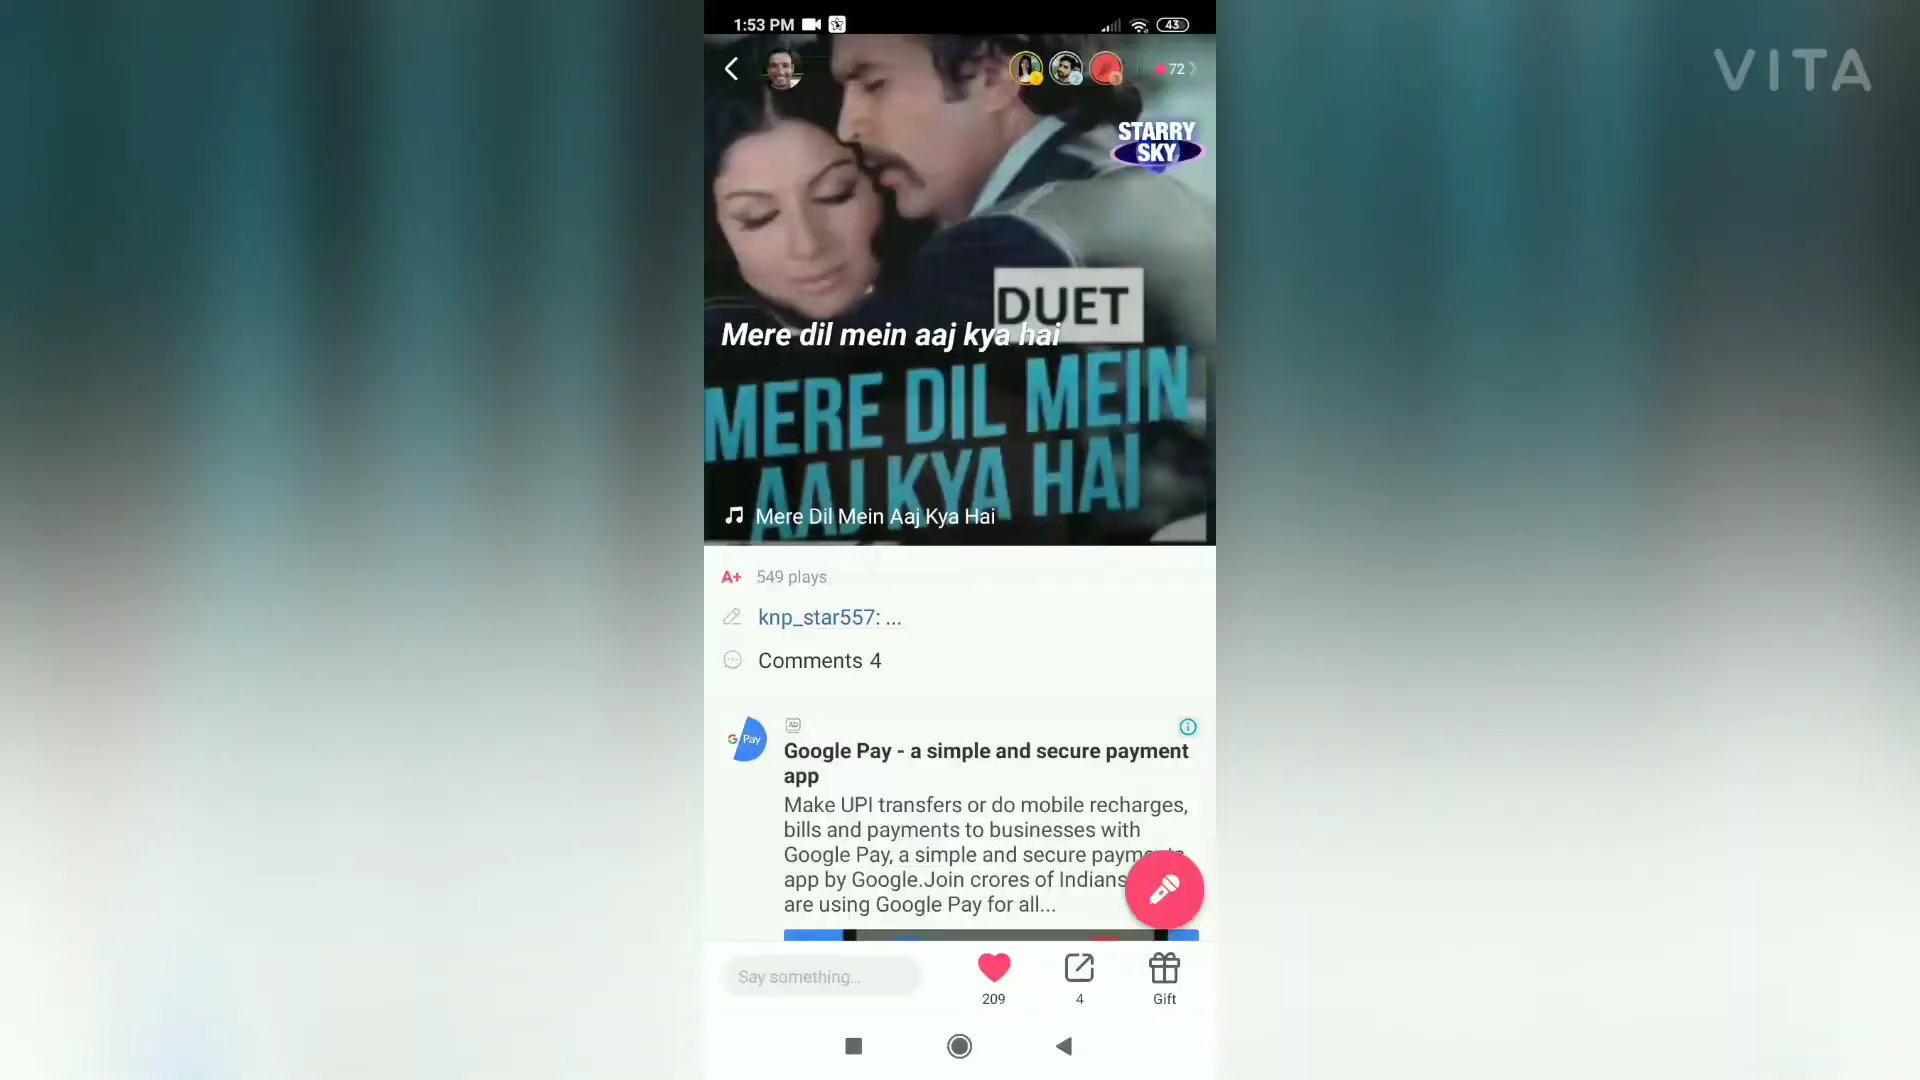 1:53 PM
43
VITA
72
STARRY
SKY
DUET
Mere dil mein aaj kya hai
MERE DIL MEIN
AAJ KYA HAI
Mere Dil Mein Aaj Kya Hai
A+ 549 plays
knp_star557: ...
Comments 4
AD
G Pay
Google Pay - a simple and secure payment
app
Make UPI transfers or do mobile recharges,
bills and payments to businesses with
Google Pay, a simple and secure
app by Google.Join crores of Indians
are using Google Pay for all...
Say something...
209
4
Gift